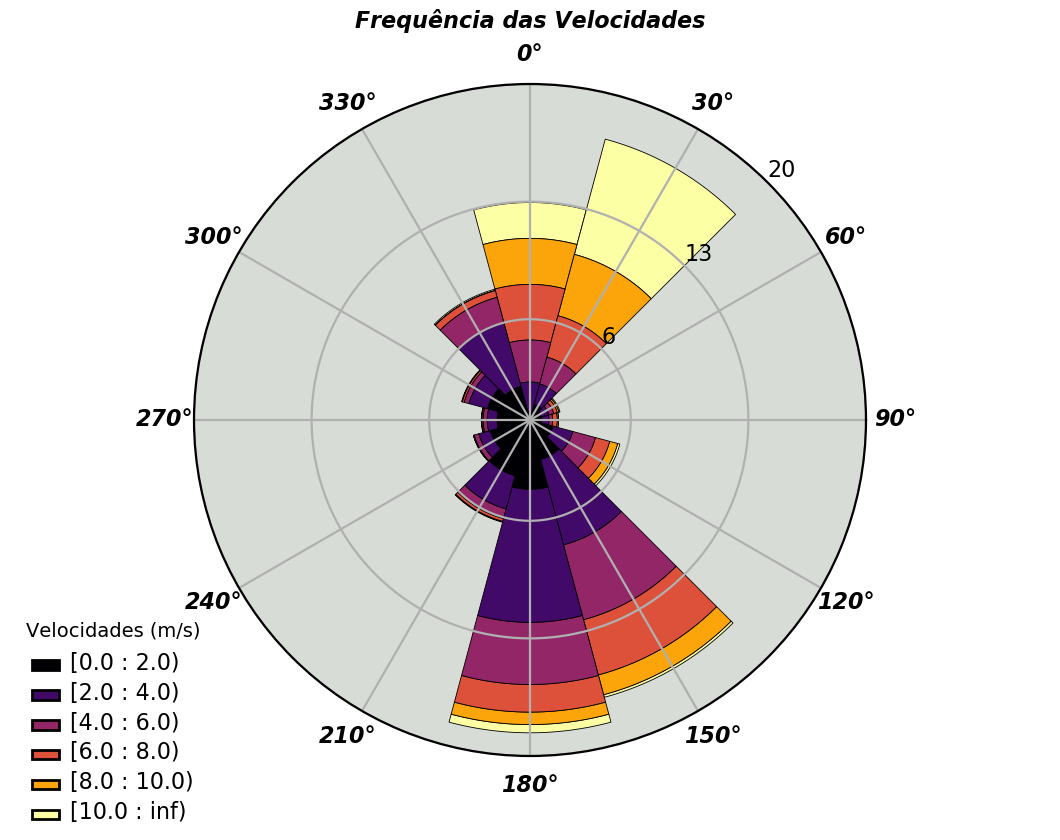 Frequência das Velocidades
0°
330°
30°
20
300°
60°
13
6
270°
90°
240°
120°
210°
150°
180°
Velocidades (m/s)
[0.0 : 2.0)
[2.0 : 4.0)
[4.0 : 6.0)
[6.0 : 8.0)
[8.0 : 10.0)
[10.0 : inf)